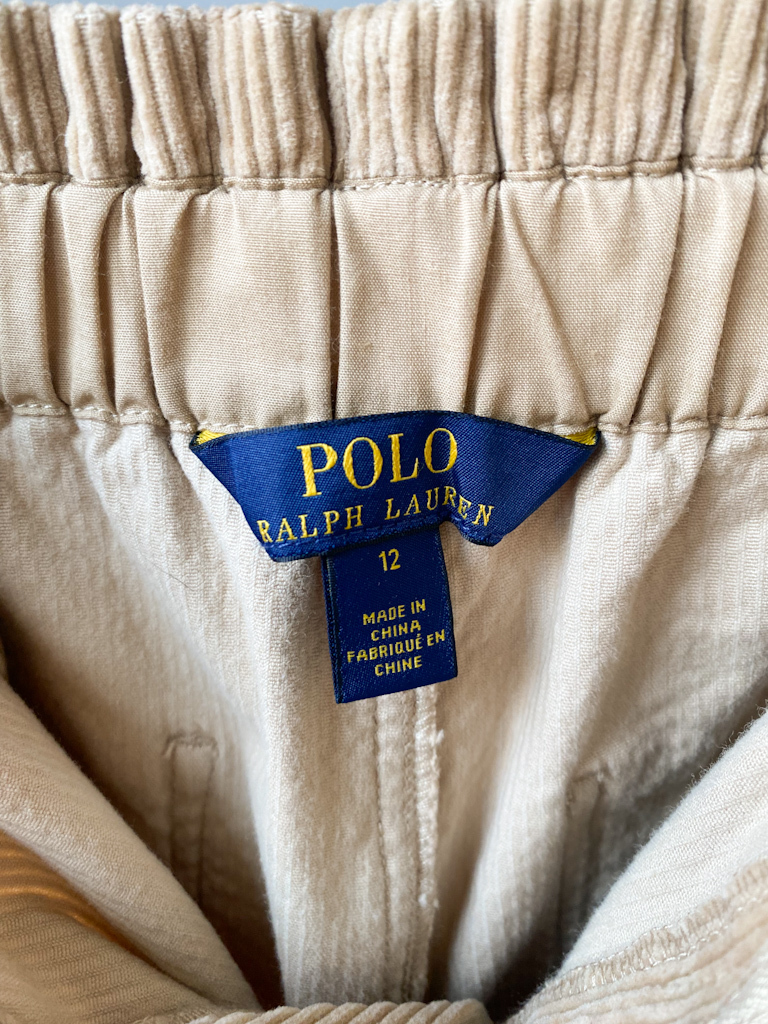 POLO
RALPH LAUREN
12
MADE IN
CHINA
FABRIQUÉ EN
CHINE